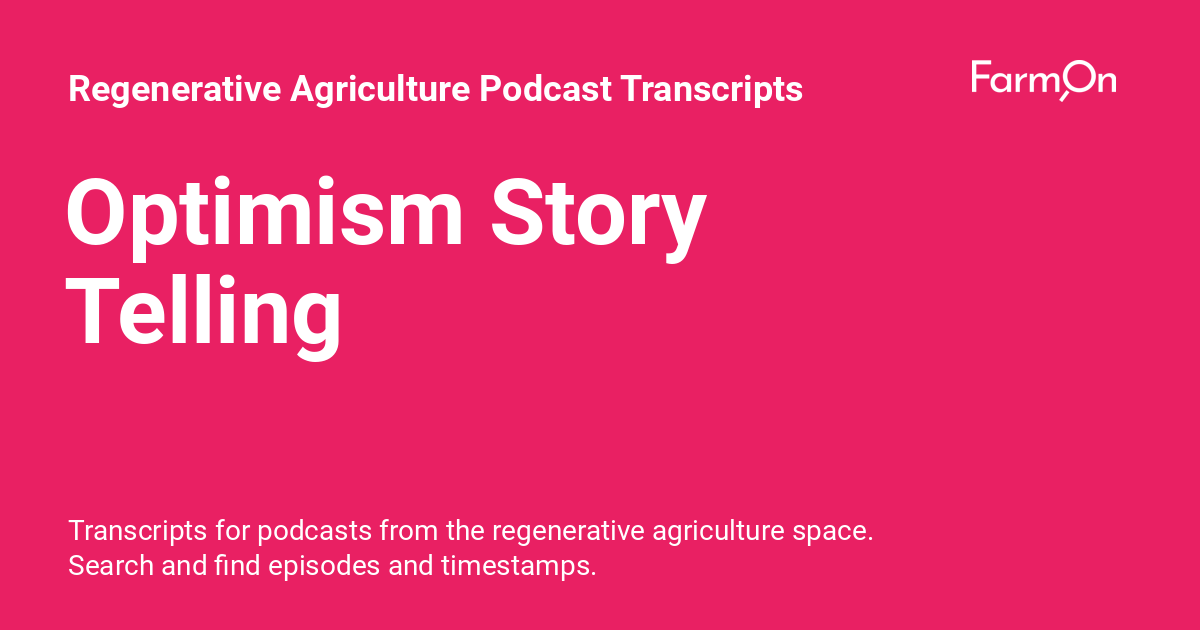 Regenerative Agriculture Podcast Transcripts
FarmOn
Optimism Story
Telling
Transcripts for podcasts from the regenerative agriculture space.
Search and find episodes and timestamps.